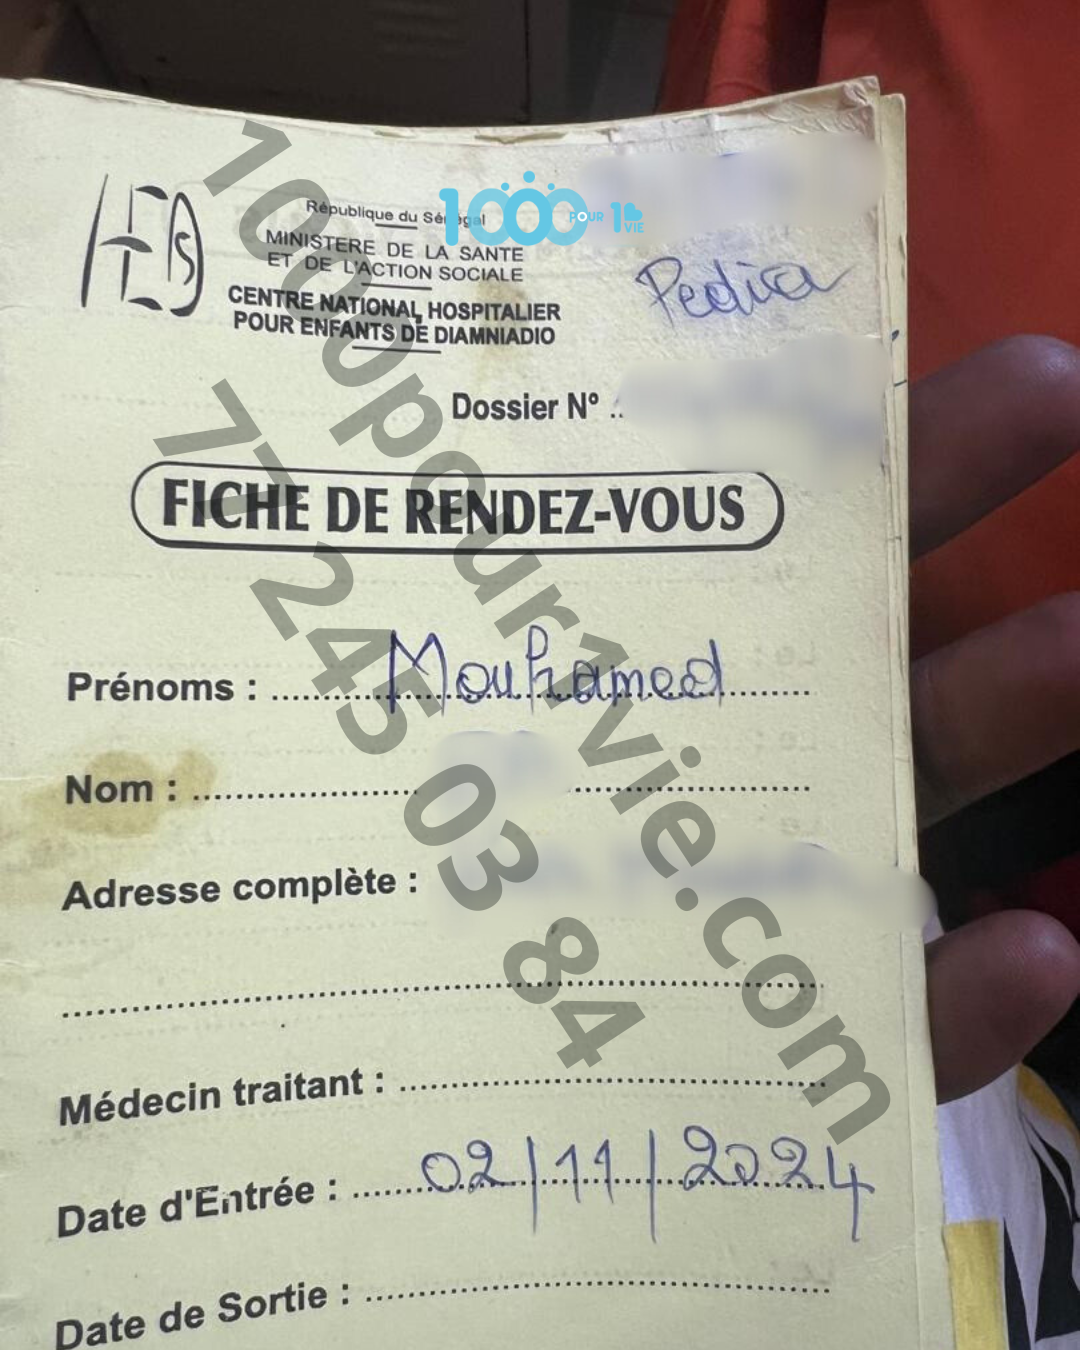 République du Sénégal
MINISTERE DE LA SANTE
ET DE L'ACTION SOCIALE
CENTRE NATIONAL HOSPITALIER
POUR ENFANTS DE DIAMNIADIO
1000 POUR 1 VIE
Pedia
Dossier N° ..
FICHE DE RENDEZ-VOUS
Prénoms : Mouhamed
Nom :
Adresse complète :
Médecin traitant :
Date d'Entrée : 02/11/2024
Date de Sortie :
1000pour1vie.com
77 245 03 84